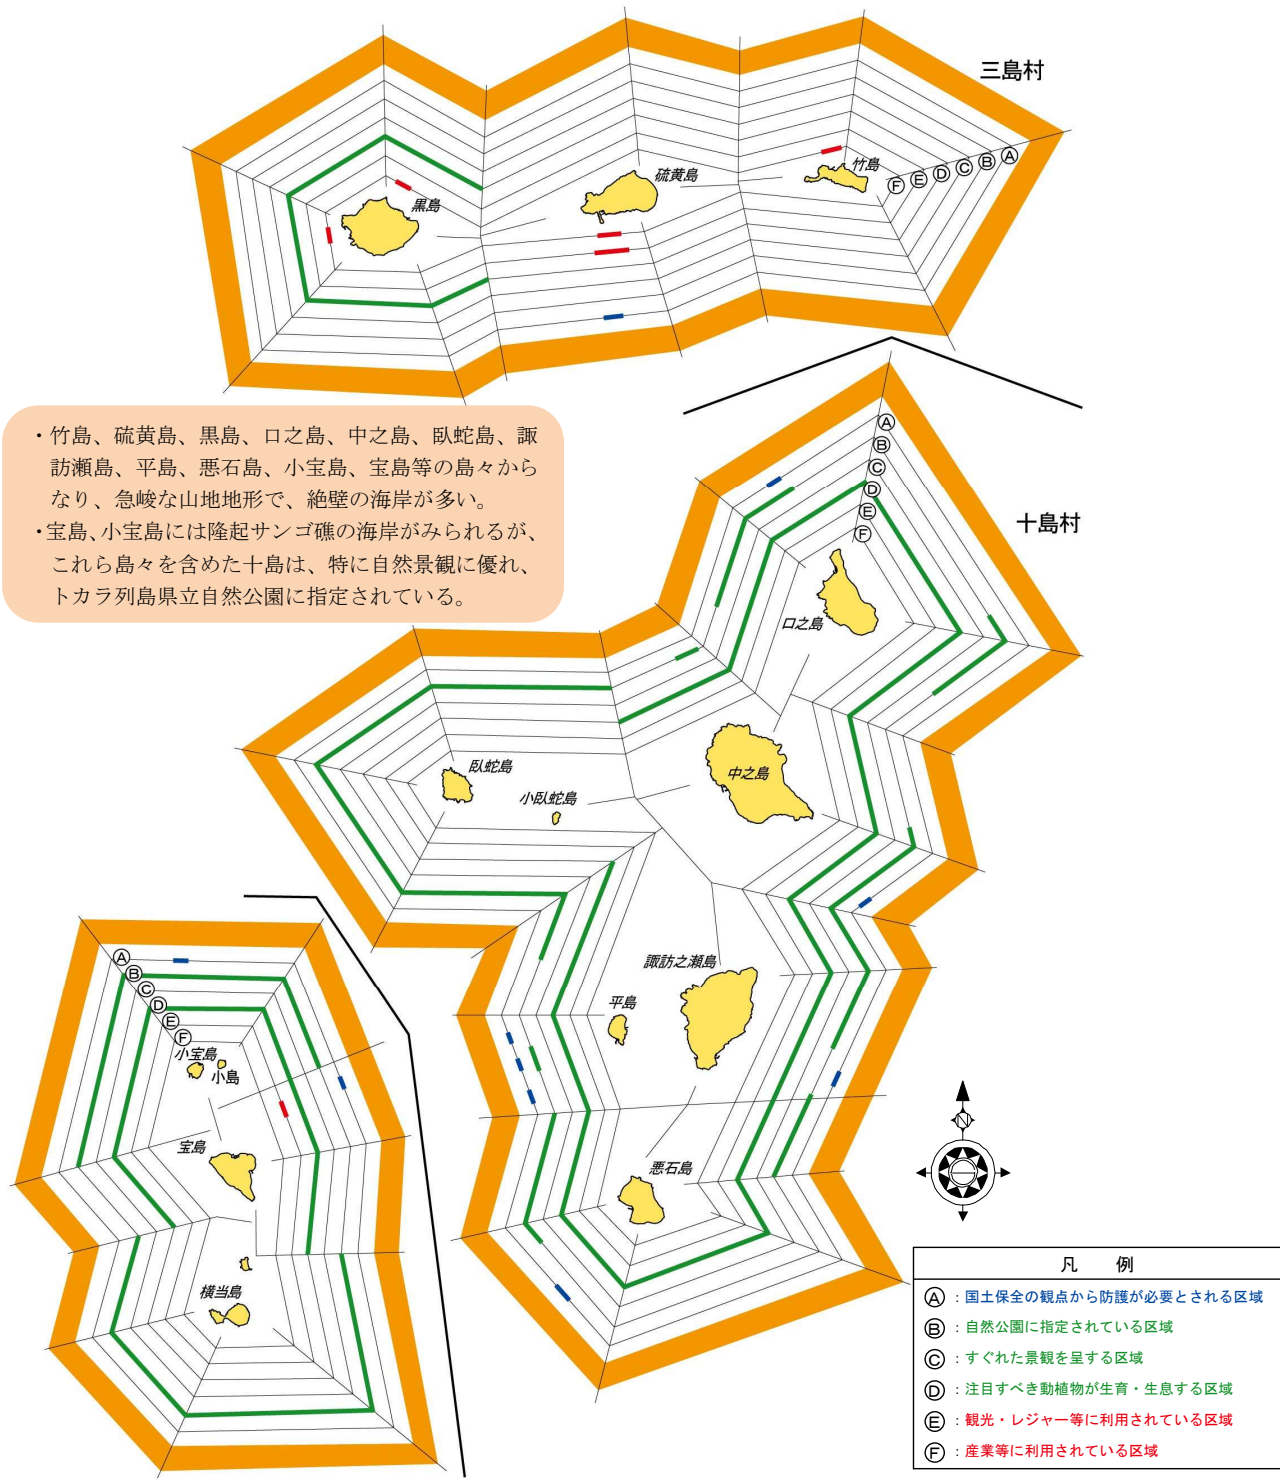 三島村
竹島
硫黄島
黒島
Ⓕ Ⓔ Ⓓ Ⓒ Ⓑ Ⓐ
・竹島、硫黄島、黒島、口之島、中之島、臥蛇島、諏
訪瀬島、平島、悪石島、小宝島、宝島等の島々から
なり、急峻な山地地形で、絶壁の海岸が多い。
・宝島、小宝島には隆起サンゴ礁の海岸がみられるが、
これら島々を含めた十島は、特に自然景観に優れ、
トカラ列島県立自然公園に指定されている。
十島村
Ⓐ
Ⓑ
Ⓒ
Ⓓ
Ⓔ
Ⓕ
口之島
中之島
臥蛇島
小臥蛇島
諏訪之瀬島
平島
悪石島
Ⓐ
Ⓑ
Ⓒ
Ⓓ
Ⓔ
Ⓕ
小宝島
小島
宝島
横当島
N
凡 例
Ⓐ：国土保全の観点から防護が必要とされる区域
Ⓑ：自然公園に指定されている区域
Ⓒ：すぐれた景観を呈する区域
Ⓓ：注目すべき動植物が生育・生息する区域
Ⓔ：観光・レジャー等に利用されている区域
Ⓕ：産業等に利用されている区域